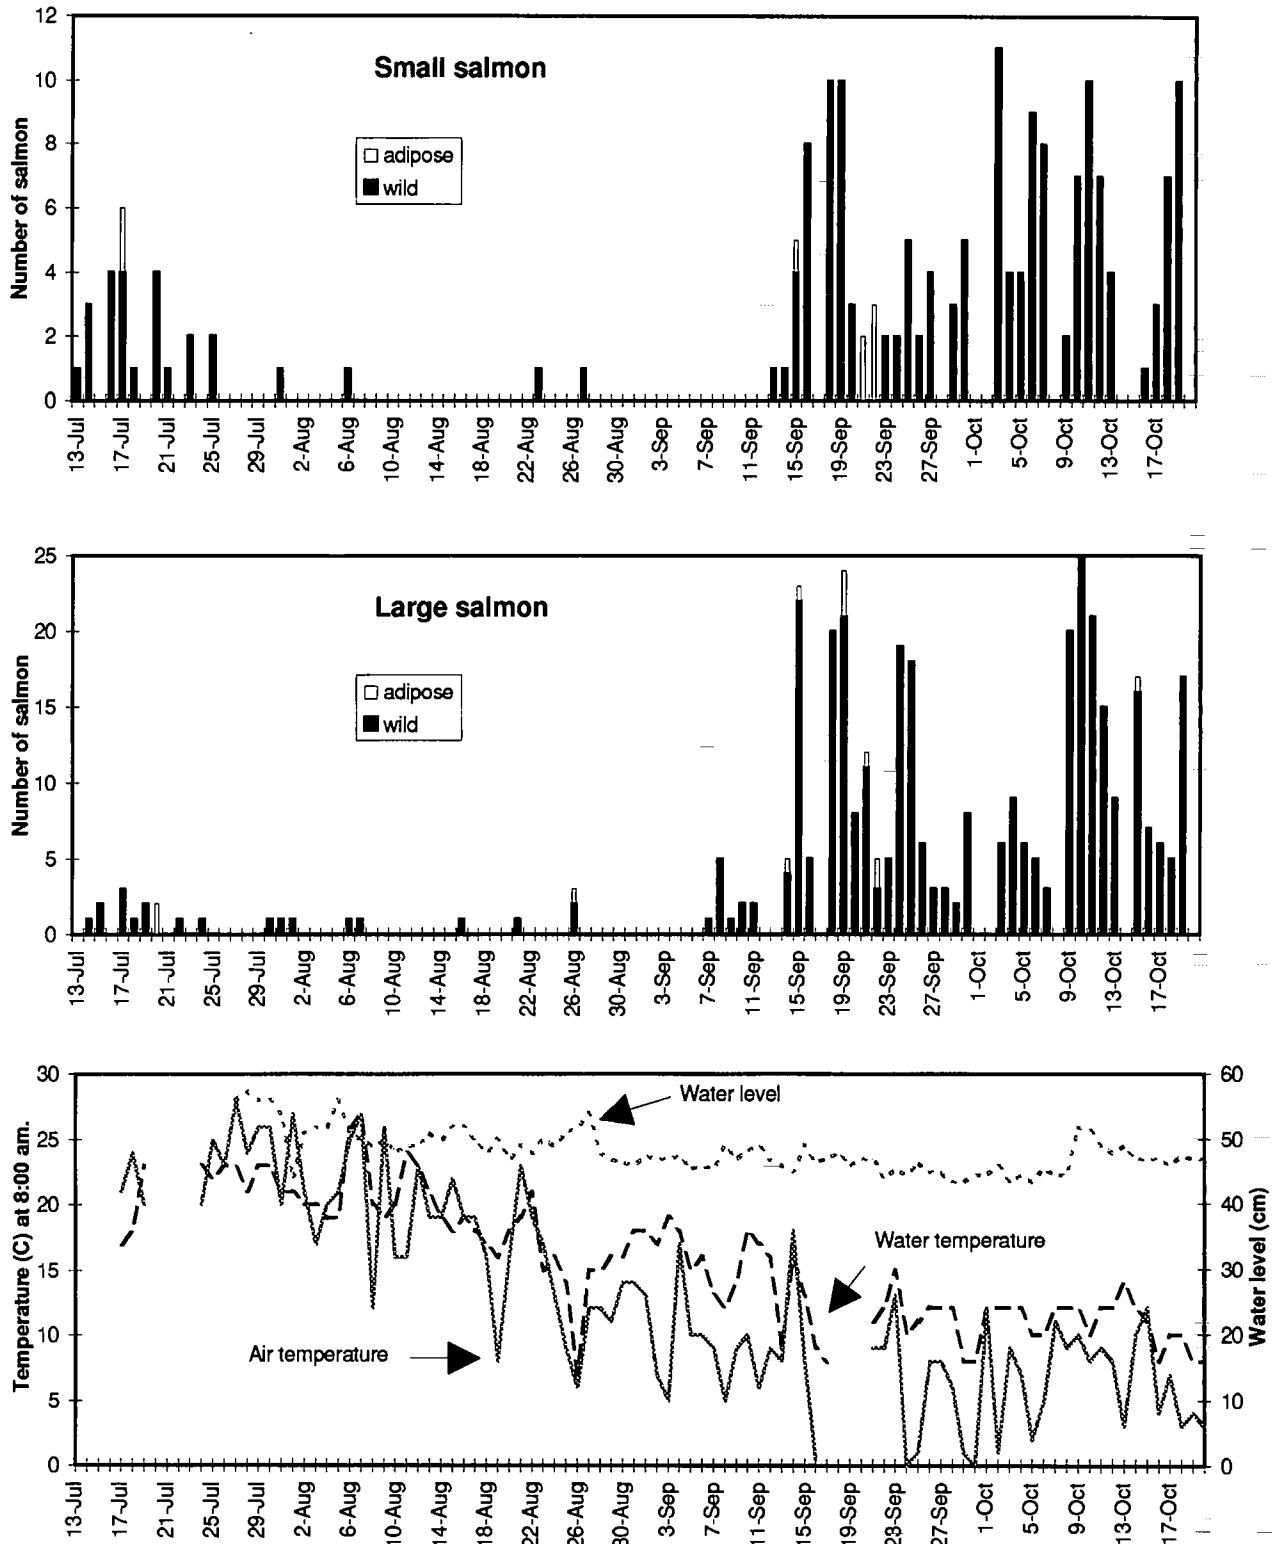 Small salmon
adipose
wild
Number of salmon
12
10
8
6
4
2
0
13-Jul 17-Jul 21-Jul 25-Jul 29-Jul 2-Aug 6-Aug 10-Aug 14-Aug 18-Aug 22-Aug 26-Aug 30-Aug 3-Sep 7-Sep 11-Sep 15-Sep 19-Sep 23-Sep 27-Sep 1-Oct 5-Oct 9-Oct 13-Oct 17-Oct
Large salmon
adipose
wild
Number of salmon
25
20
15
10
5
0
13-Jul 17-Jul 21-Jul 25-Jul 29-Jul 2-Aug 6-Aug 10-Aug 14-Aug 18-Aug 22-Aug 26-Aug 30-Aug 3-Sep 7-Sep 11-Sep 15-Sep 19-Sep 23-Sep 27-Sep 1-Oct 5-Oct 9-Oct 13-Oct 17-Oct
Temperature (C) at 8:00 am.
30
25
20
15
10
5
0
Water level
Water temperature
Air temperature
60
50
40
30
20
10
0
Water level (cm)
13-Jul 17-Jul 21-Jul 25-Jul 29-Jul 2-Aug 6-Aug 10-Aug 14-Aug 18-Aug 22-Aug 26-Aug 30-Aug 3-Sep 7-Sep 11-Sep 15-Sep 19-Sep 23-Sep 27-Sep 1-Oct 5-Oct 9-Oct 13-Oct 17-Oct